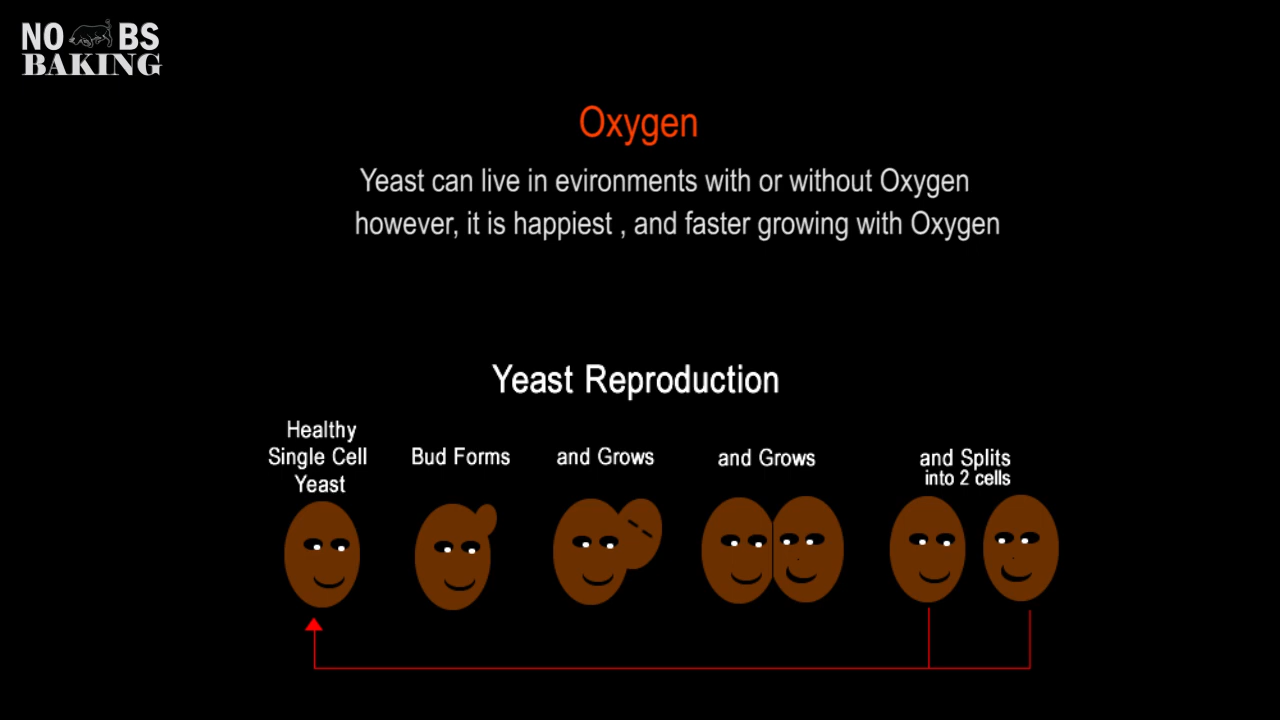 NO BS
BAKING
Oxygen
Yeast can live in evironments with or without Oxygen
however, it is happiest , and faster growing with Oxygen
Yeast Reproduction
Healthy
Single Cell
Yeast
Bud Forms
and Grows
and Grows
and Splits
into 2 cells